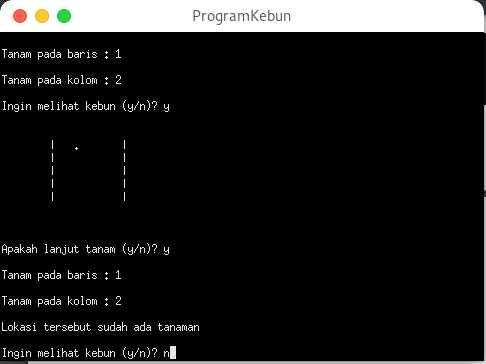 ProgramKebun
Tanam pada baris : 1
Tanam pada kolom : 2
Ingin melihat kebun (y/n)? y
|   .       |
|           |
|           |
|           |
|           |
Apakah lanjut tanam (y/n)? y
Tanam pada baris : 1
Tanam pada kolom : 2
Lokasi tersebut sudah ada tanaman
Ingin melihat kebun (y/n)? n